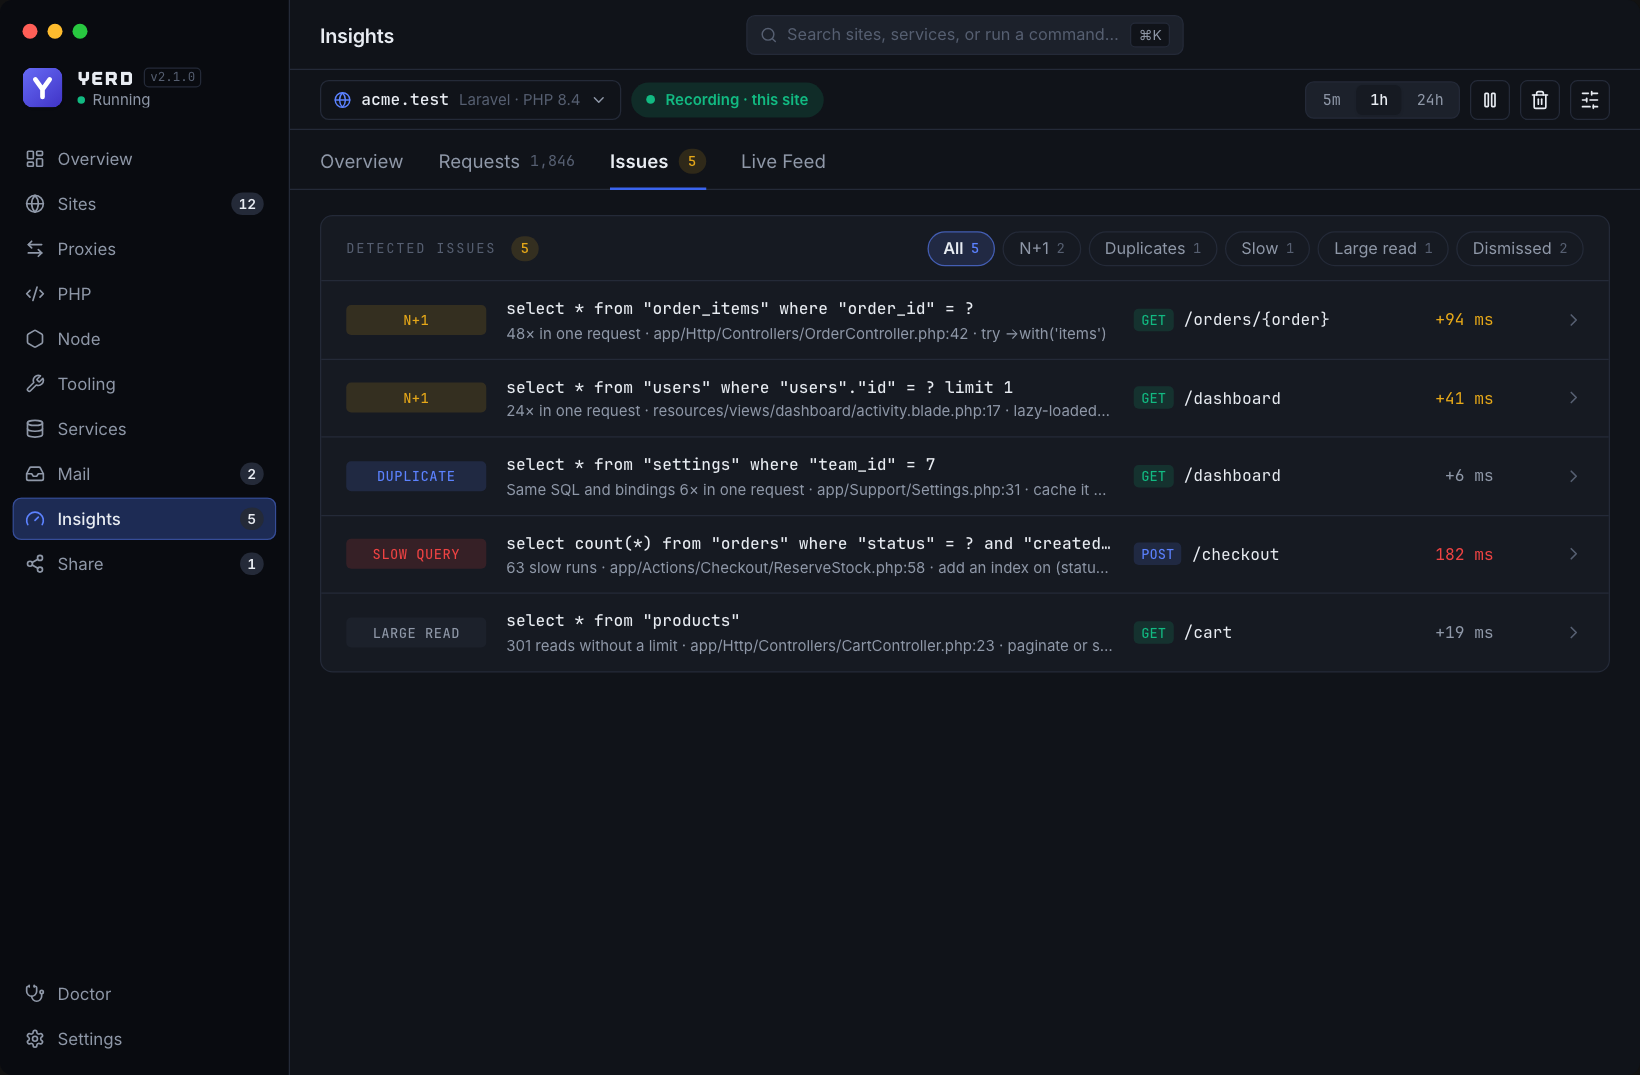 Insights
Search sites, services, or run a command... ⌘K
YERD v2.1.0
Running
acme.test Laravel · PHP 8.4
Recording · this site
5m 1h 24h
Overview
Sites 12
Proxies
PHP
Node
Tooling
Services
Mail 2
Insights 5
Share 1
Doctor
Settings
Overview Requests 1,846 Issues 5 Live Feed
DETECTED ISSUES 5
All 5 N+1 2 Duplicates 1 Slow 1 Large read 1 Dismissed 2
N+1
select * from "order_items" where "order_id" = ?
48× in one request · app/Http/Controllers/OrderController.php:42 · try →with('items')
GET /orders/{order} +94 ms
N+1
select * from "users" where "users"."id" = ? limit 1
24× in one request · resources/views/dashboard/activity.blade.php:17 · lazy-loaded...
GET /dashboard +41 ms
DUPLICATE
select * from "settings" where "team_id" = 7
Same SQL and bindings 6× in one request · app/Support/Settings.php:31 · cache it ...
GET /dashboard +6 ms
SLOW QUERY
select count(*) from "orders" where "status" = ? and "created…
63 slow runs · app/Actions/Checkout/ReserveStock.php:58 · add an index on (statu...
POST /checkout 182 ms
LARGE READ
select * from "products"
301 reads without a limit · app/Http/Controllers/CartController.php:23 · paginate or s...
GET /cart +19 ms